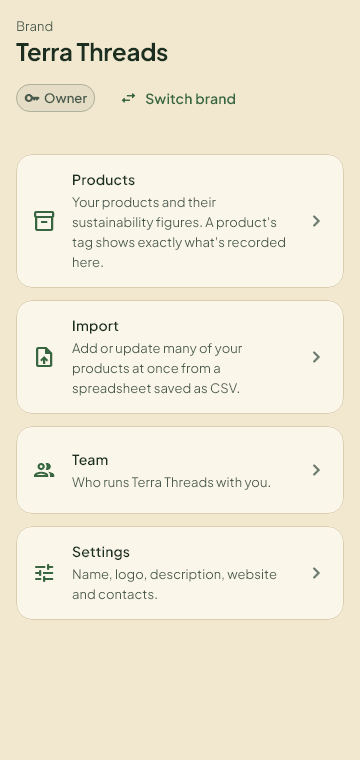 Brand
Terra Threads
Owner
Switch brand
Products
Your products and their
sustainability figures. A product's
tag shows exactly what's recorded
here.
Import
Add or update many of your
products at once from a
spreadsheet saved as CSV.
Team
Who runs Terra Threads with you.
Settings
Name, logo, description, website
and contacts.